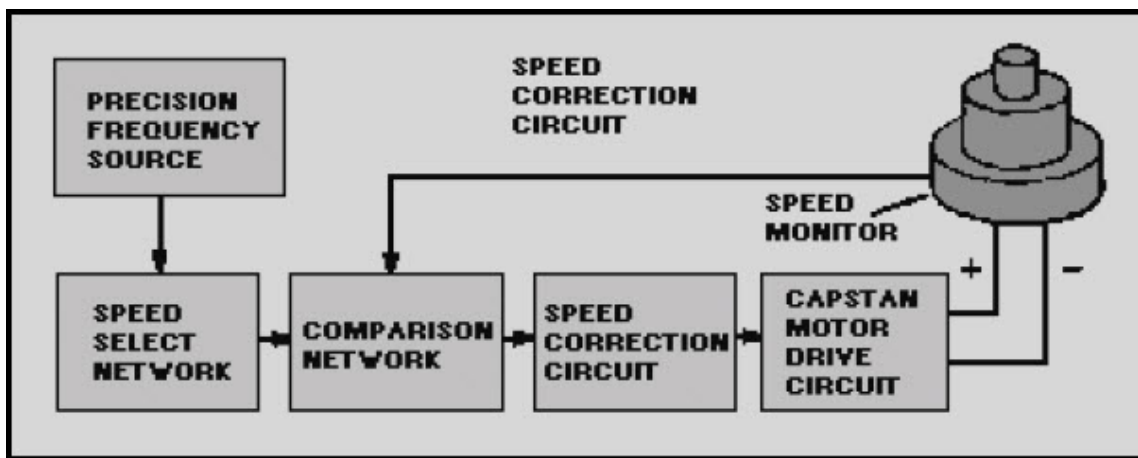 PRECISION
FREQUENCY
SOURCE
SPEED
CORRECTION
CIRCUIT
SPEED
MONITOR
+
−
SPEED
SELECT
NETWORK
COMPARISON
NETWORK
SPEED
CORRECTION
CIRCUIT
CAPSTAN
MOTOR
DRIVE
CIRCUIT